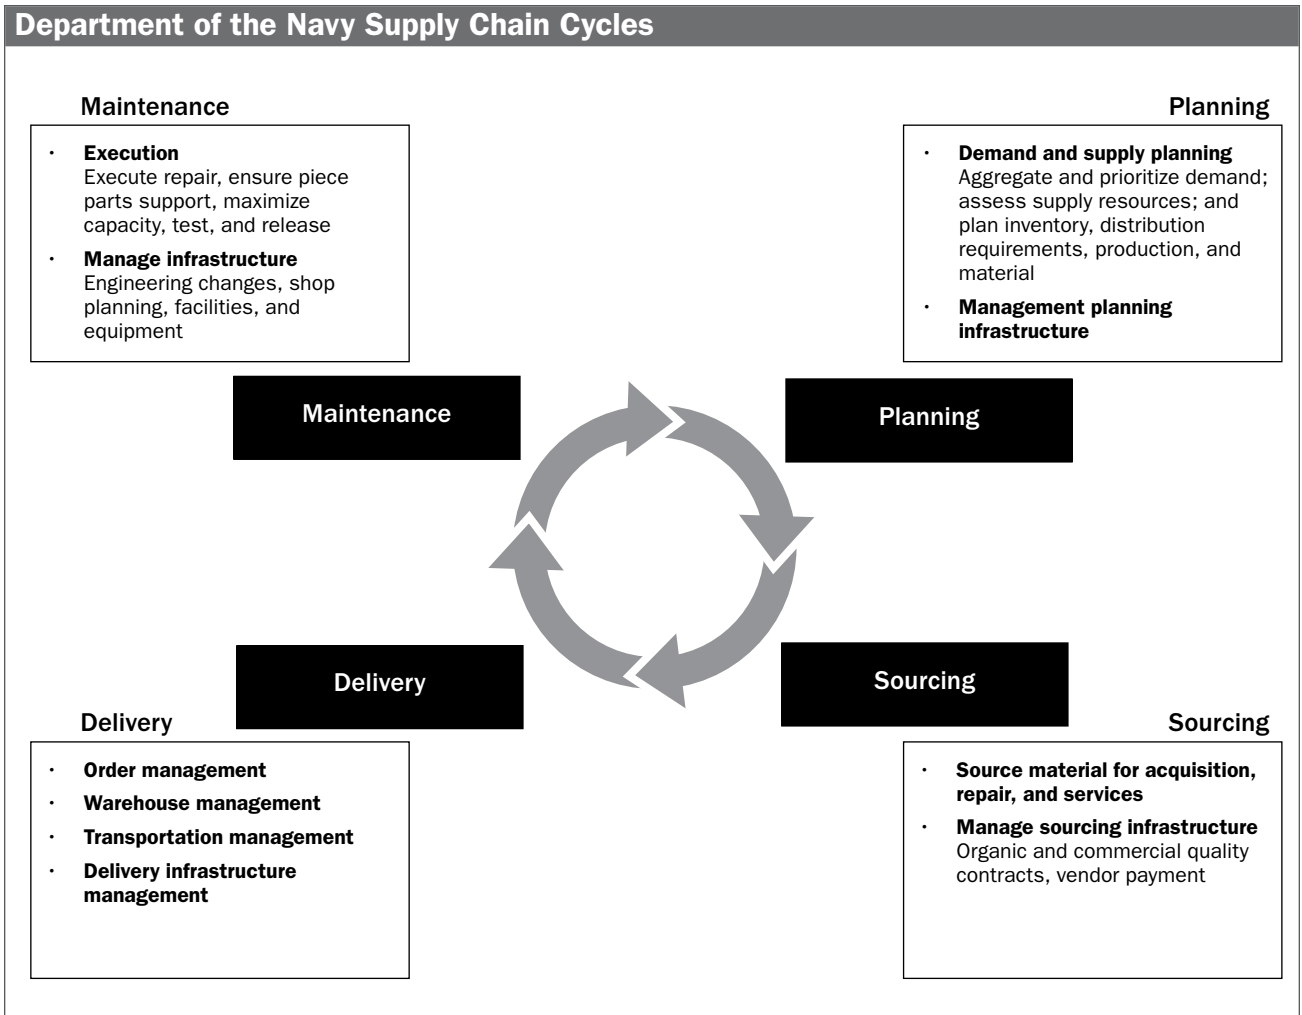 Department of the Navy Supply Chain Cycles
Maintenance
· Execution
Execute repair, ensure piece
parts support, maximize
capacity, test, and release
· Manage infrastructure
Engineering changes, shop
planning, facilities, and
equipment
Planning
· Demand and supply planning
Aggregate and prioritize demand;
assess supply resources; and
plan inventory, distribution
requirements, production, and
material
· Management planning
infrastructure
Maintenance
Planning
Delivery
Sourcing
Delivery
· Order management
· Warehouse management
· Transportation management
· Delivery infrastructure
management
Sourcing
· Source material for acquisition,
repair, and services
· Manage sourcing infrastructure
Organic and commercial quality
contracts, vendor payment